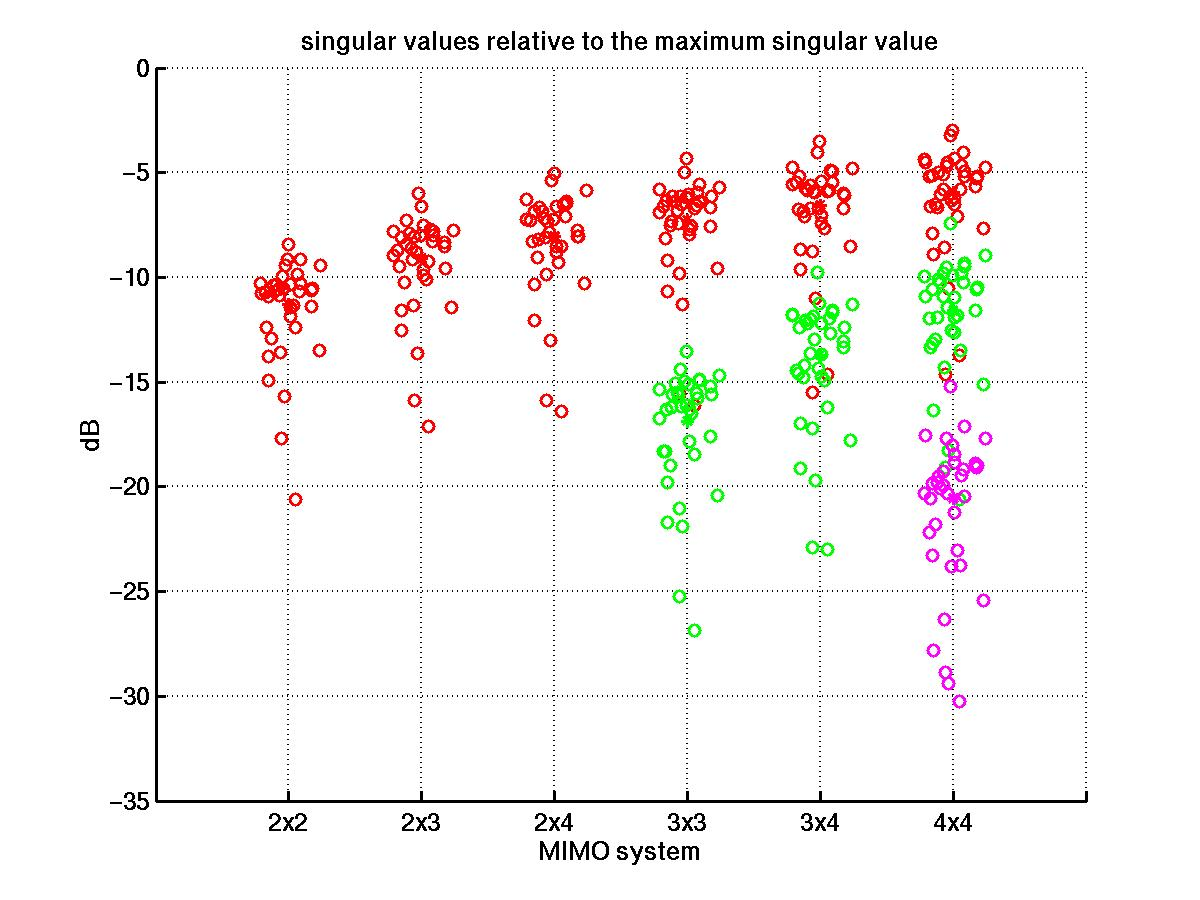 singular values relative to the maximum singular value
0
−5
−10
−15
−20
−25
−30
−35
dB
2x2 2x3 2x4 3x3 3x4 4x4
MIMO system